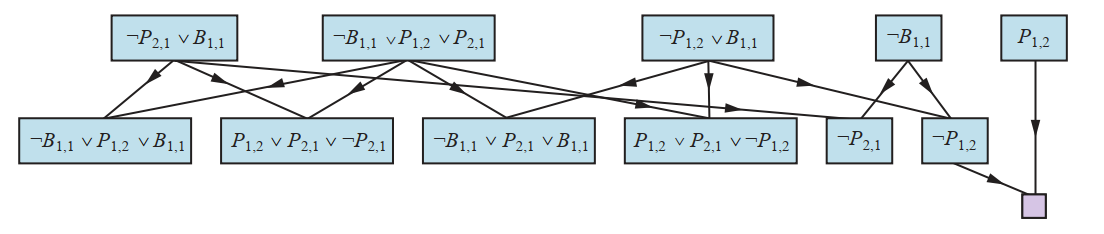 ¬P2,1 ∨ B1,1
¬B1,1 ∨ P1,2 ∨ P2,1
¬P1,2 ∨ B1,1
¬B1,1
P1,2
¬B1,1 ∨ P1,2 ∨ B1,1
P1,2 ∨ P2,1 ∨ ¬P2,1
¬B1,1 ∨ P2,1 ∨ B1,1
P1,2 ∨ P2,1 ∨ ¬P1,2
¬P2,1
¬P1,2